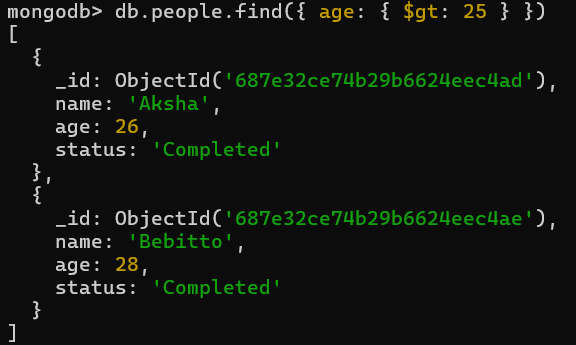 mongodb> db.people.find({ age: { $gt: 25 } })
[
  {
    _id: ObjectId('687e32ce74b29b6624eec4ad'),
    name: 'Aksha',
    age: 26,
    status: 'Completed'
  },
  {
    _id: ObjectId('687e32ce74b29b6624eec4ae'),
    name: 'Bebitto',
    age: 28,
    status: 'Completed'
  }
]